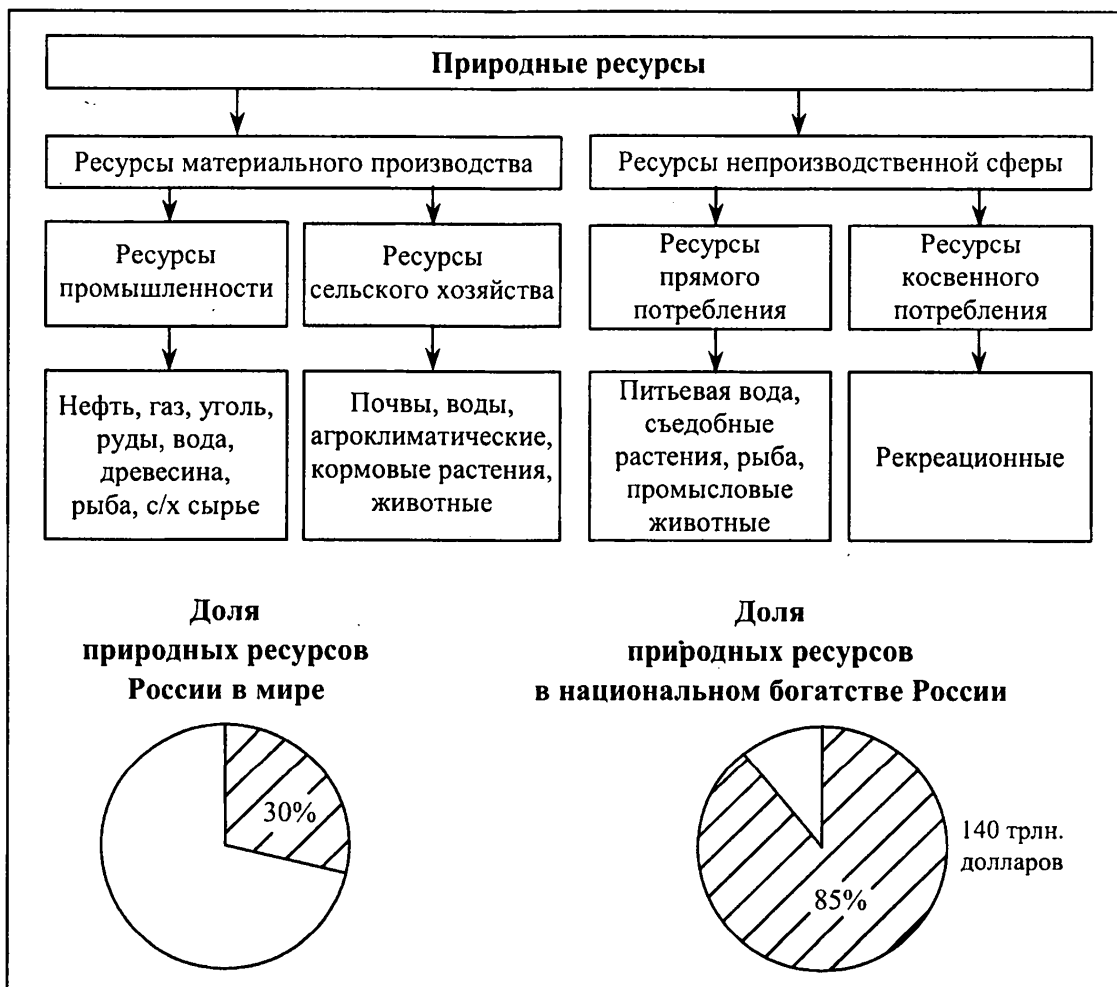 Природные ресурсы
Ресурсы материального производства
Ресурсы непроизводственной сферы
Ресурсы
промышленности
Ресурсы
сельского хозяйства
Ресурсы
прямого
потребления
Ресурсы
косвенного
потребления
Нефть, газ, уголь,
руды, вода,
древесина,
рыба, с/х сырье
Почвы, воды,
агроклиматические,
кормовые растения,
животные
Питьевая вода,
съедобные
растения, рыба,
промысловые
животные
Рекреационные
Доля
природных ресурсов
России в мире
30%
Доля
природных ресурсов
в национальном богатстве России
85%
140 трлн.
долларов